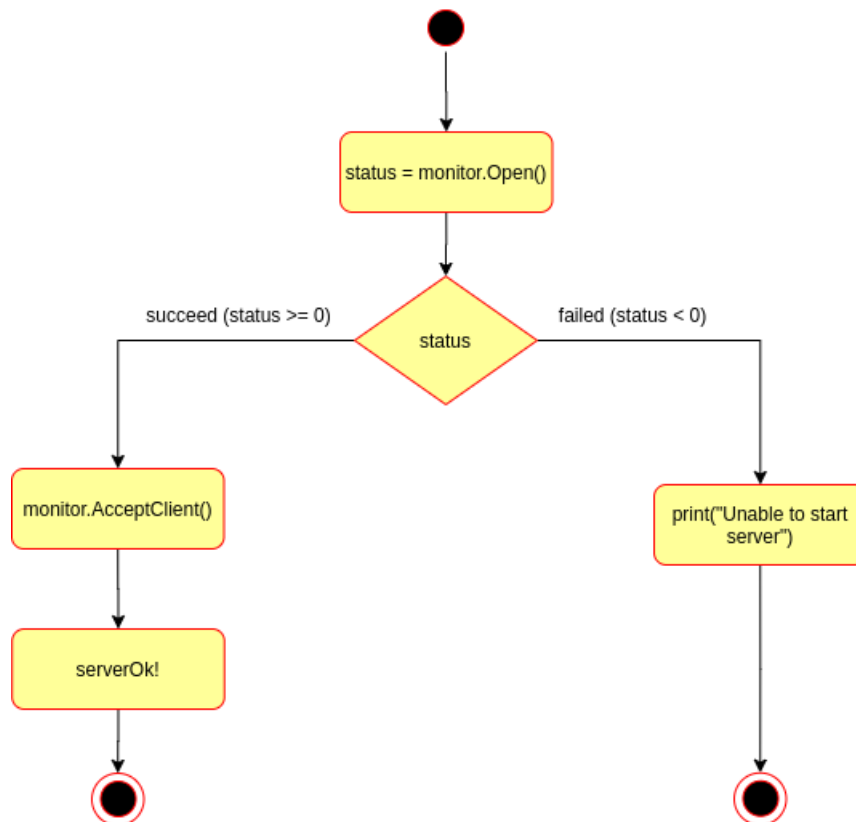 status = monitor.Open()
succeed (status >= 0)
failed (status < 0)
status
monitor.AcceptClient()
print("Unable to start
server")
serverOk!